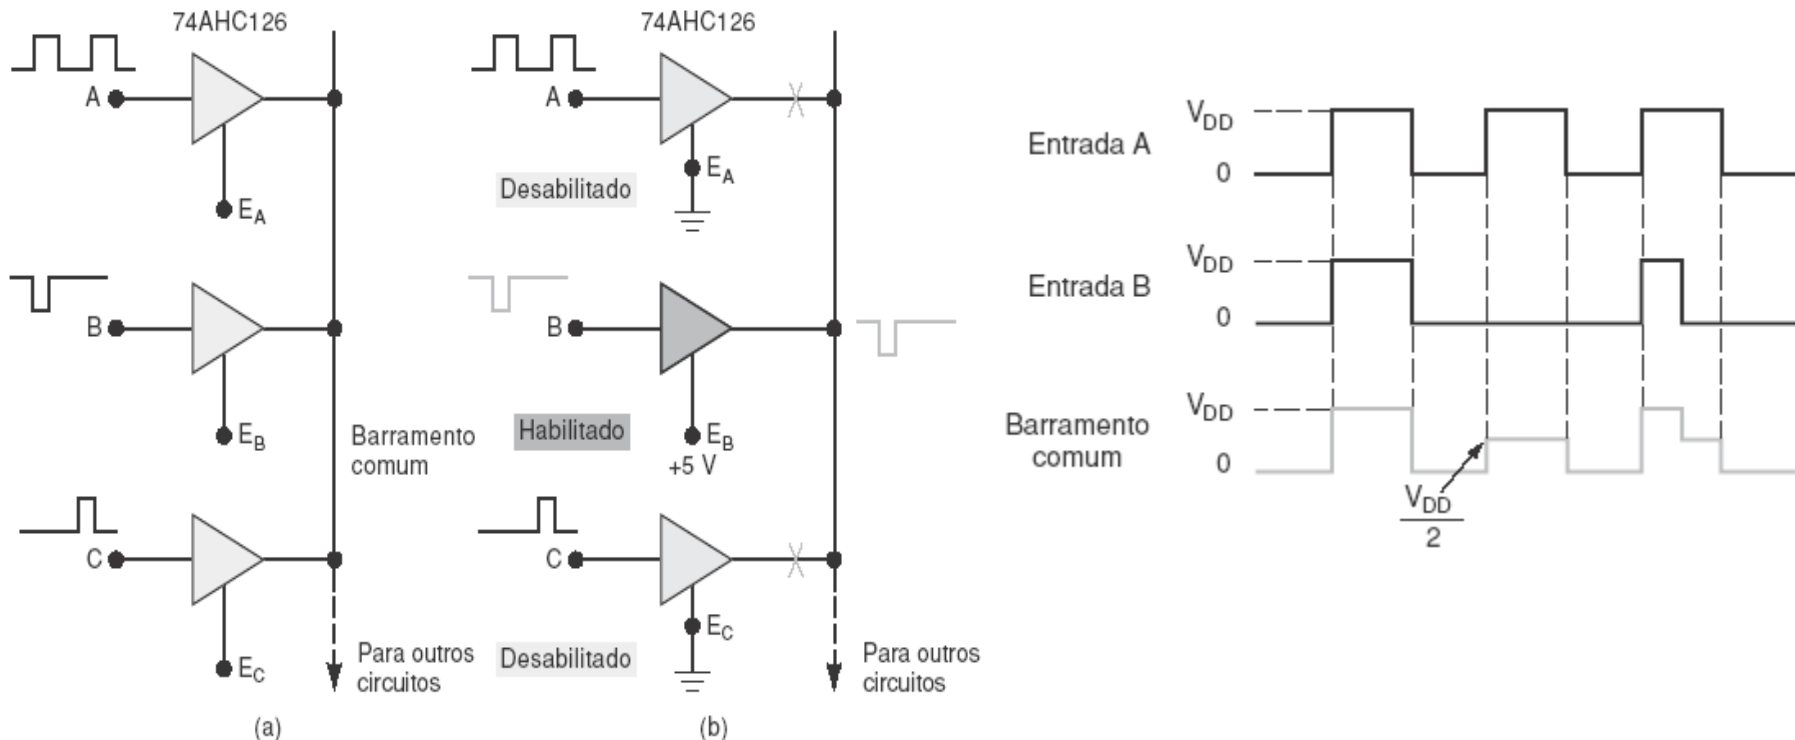 74AHC126
A
E_A
B
E_B
Barramento
comum
C
E_C
Para outros
circuitos
(a)
74AHC126
A
E_A
Desabilitado
B
Habilitado
E_B
+5 V
C
E_C
Desabilitado
Para outros
circuitos
(b)
Entrada A
V_DD
0
Entrada B
V_DD
0
Barramento
comum
V_DD
0
V_DD
2